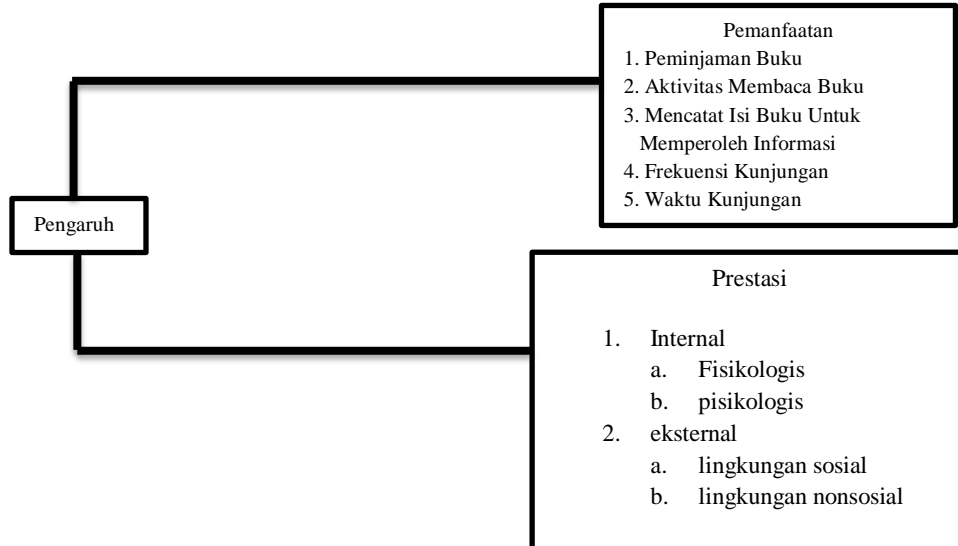 Pemanfaatan
1. Peminjaman Buku
2. Aktivitas Membaca Buku
3. Mencatat Isi Buku Untuk
Memperoleh Informasi
4. Frekuensi Kunjungan
5. Waktu Kunjungan
Pengaruh
Prestasi
1. Internal
a. Fisikologis
b. pisikologis
2. eksternal
a. lingkungan sosial
b. lingkungan nonsosial